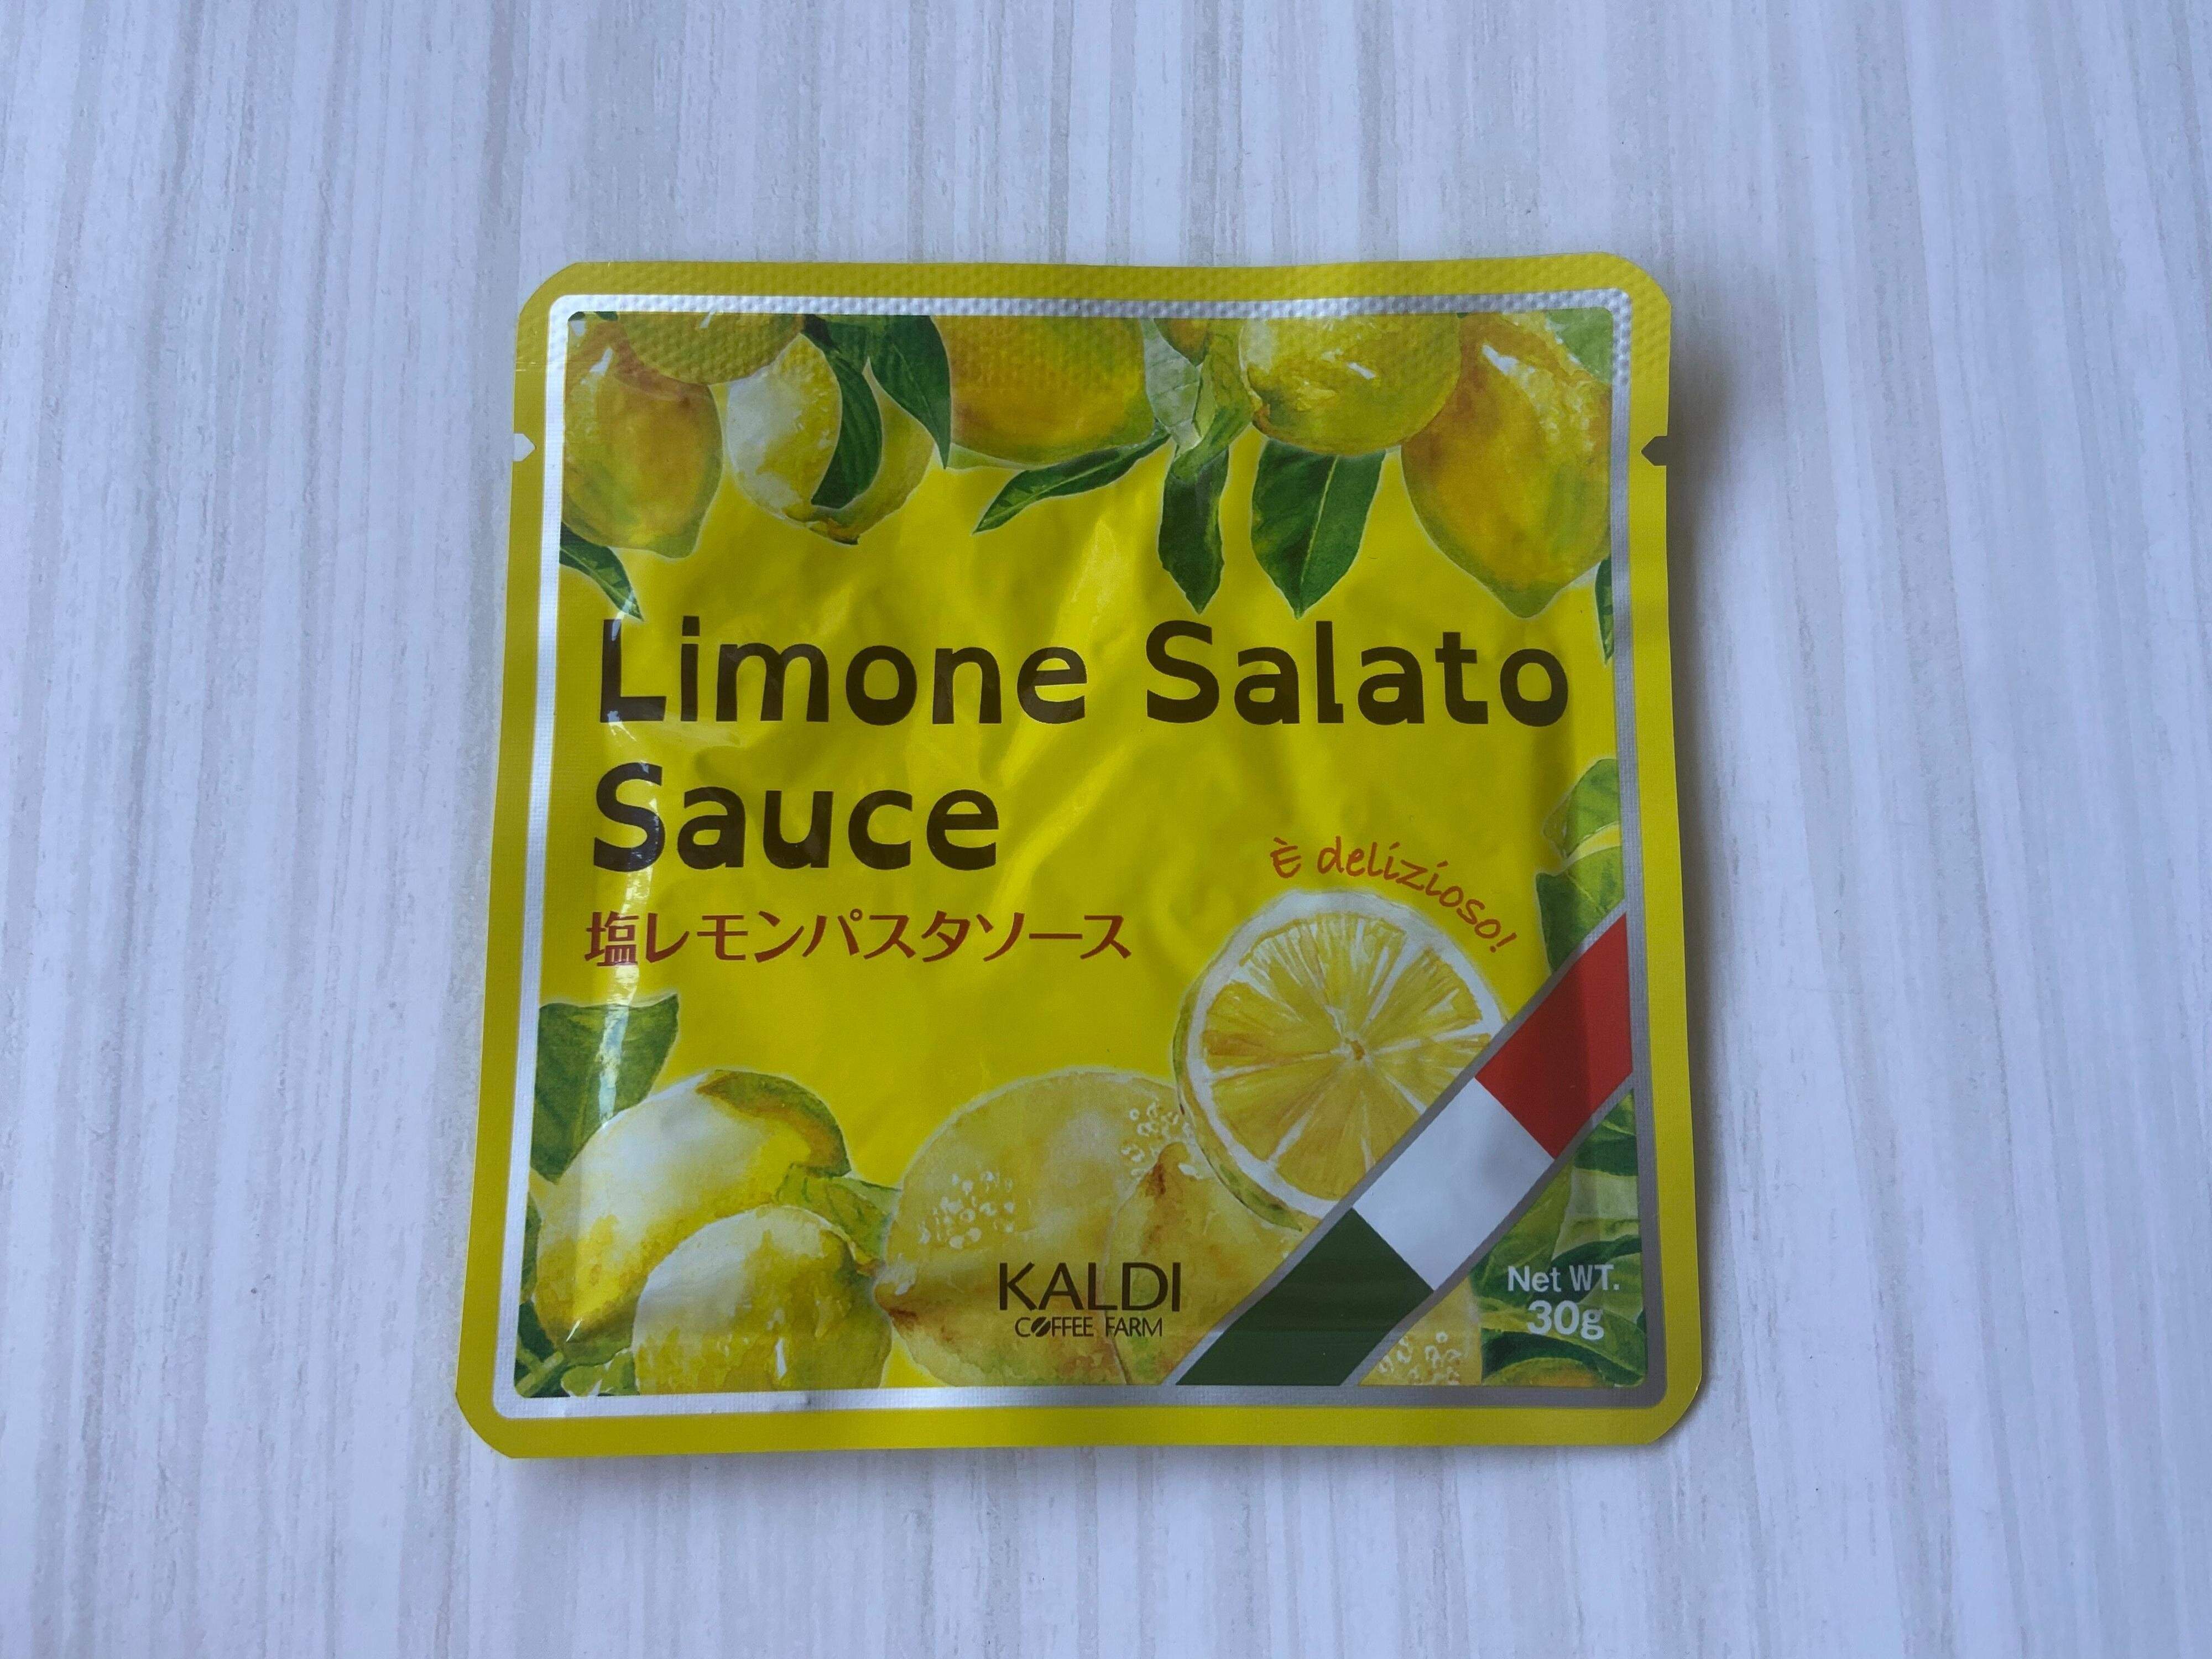 Limone Salato
Sauce
塩レモンパスタソース
È delizioso!
KALDI
COFFEE FARM
Net WT.
30g